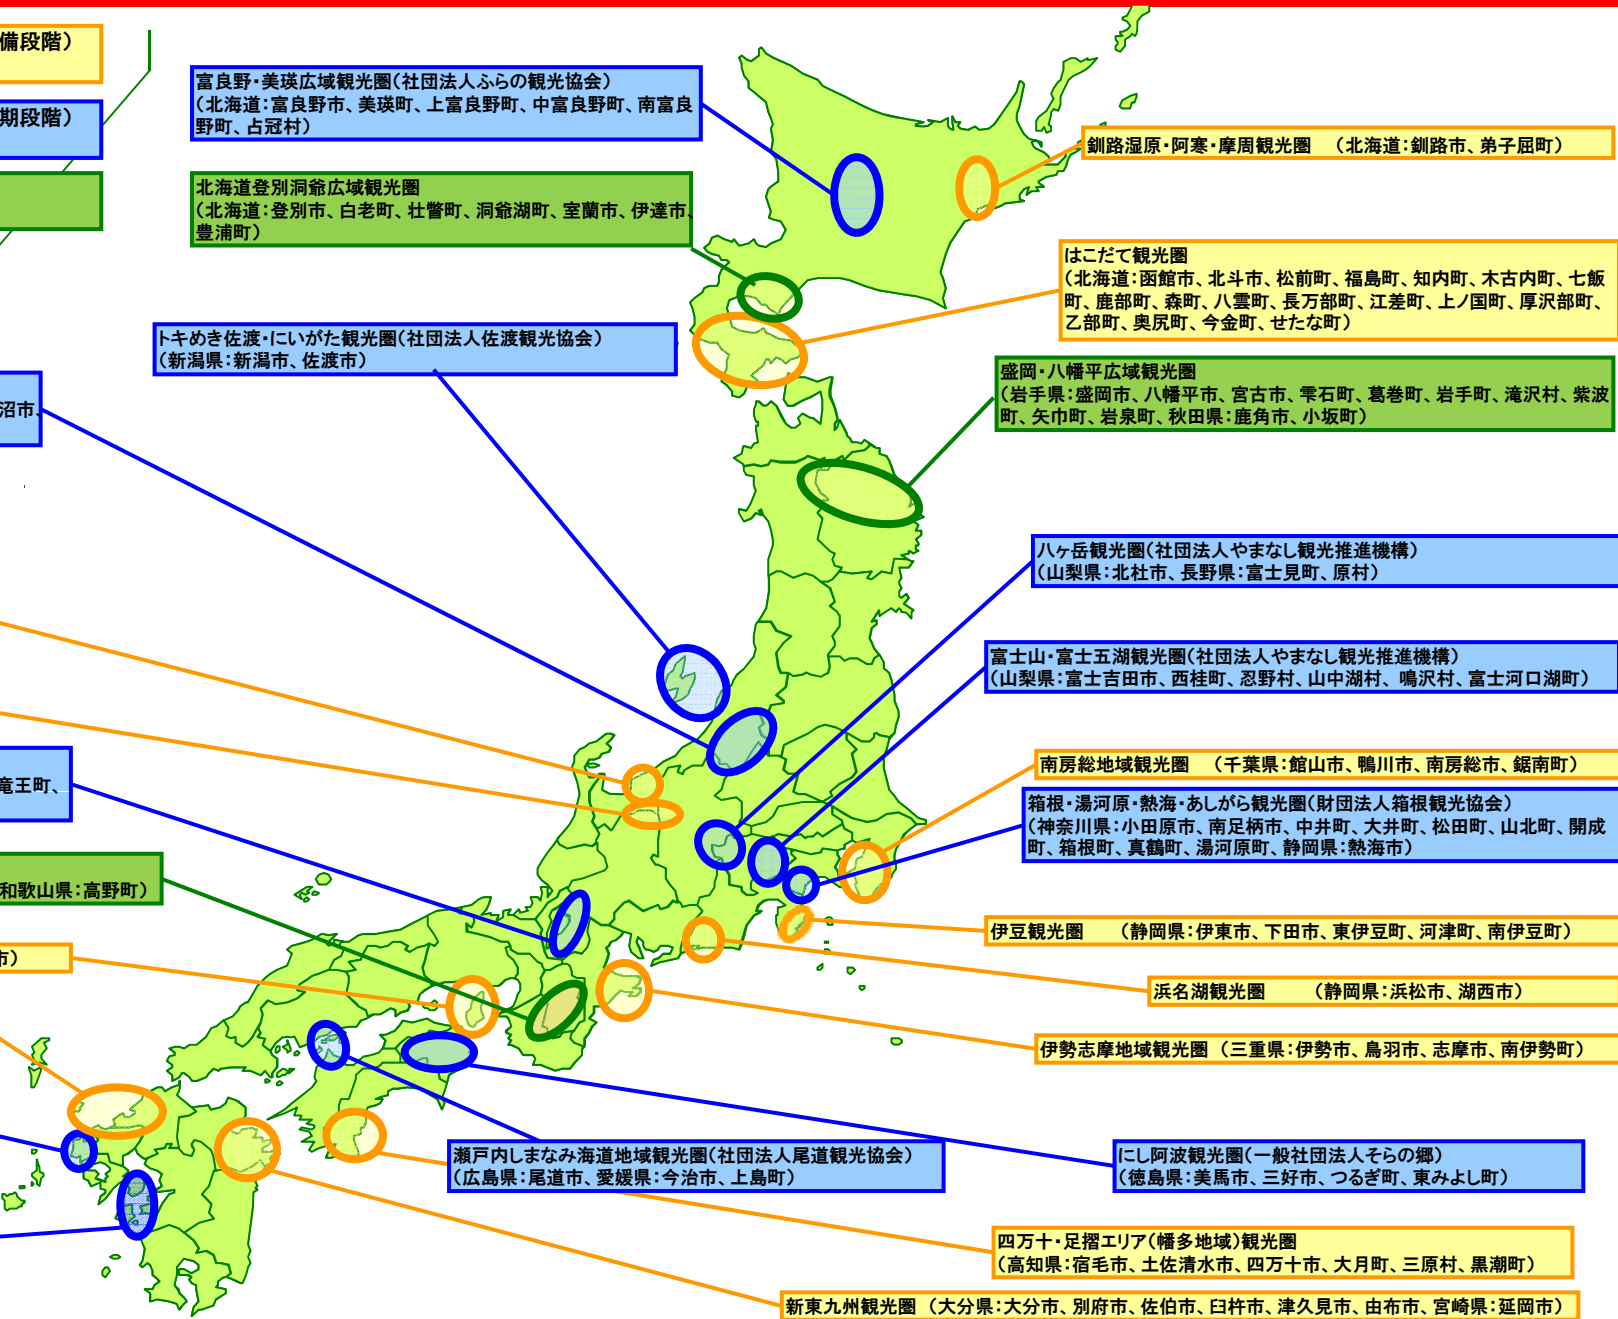 備段階）
期段階）
富良野・美瑛広域観光圏（社団法人ふらの観光協会）
（北海道：富良野市、美瑛町、上富良野町、中富良野町、南富良
野町、占冠村）
釧路湿原・阿寒・摩周観光圏　（北海道：釧路市、弟子屈町）
北海道登別洞爺広域観光圏
（北海道：登別市、白老町、壮瞥町、洞爺湖町、室蘭市、伊達市、
豊浦町）
はこだて観光圏
（北海道：函館市、北斗市、松前町、福島町、知内町、木古内町、七飯
町、鹿部町、森町、八雲町、長万部町、江差町、上ノ国町、厚沢部町、
乙部町、奥尻町、今金町、せたな町）
トキめき佐渡・にいがた観光圏（社団法人佐渡観光協会）
（新潟県：新潟市、佐渡市）
盛岡・八幡平広域観光圏
（岩手県：盛岡市、八幡平市、宮古市、雫石町、葛巻町、岩手町、滝沢村、紫波
町、矢巾町、岩泉町、秋田県：鹿角市、小坂町）
沼市、
八ヶ岳観光圏（社団法人やまなし観光推進機構）
（山梨県：北杜市、長野県：富士見町、原村）
富士山・富士五湖観光圏（社団法人やまなし観光推進機構）
（山梨県：富士吉田市、西桂町、忍野村、山中湖村、鳴沢村、富士河口湖町）
南房総地域観光圏　（千葉県：館山市、鴨川市、南房総市、鋸南町）
竜王町、
箱根・湯河原・熱海・あしがら観光圏（財団法人箱根観光協会）
（神奈川県：小田原市、南足柄市、中井町、大井町、松田町、山北町、開成
町、箱根町、真鶴町、湯河原町、静岡県：熱海市）
和歌山県：高野町）
伊豆観光圏　　（静岡県：伊東市、下田市、東伊豆町、河津町、南伊豆町）
市）
浜名湖観光圏　　（静岡県：浜松市、湖西市）
伊勢志摩地域観光圏（三重県：伊勢市、鳥羽市、志摩市、南伊勢町）
瀬戸内しまなみ海道地域観光圏（社団法人尾道観光協会）
（広島県：尾道市、愛媛県：今治市、上島町）
にし阿波観光圏（一般社団法人そらの郷）
（徳島県：美馬市、三好市、つるぎ町、東みよし町）
四万十・足摺エリア（幡多地域）観光圏
（高知県：宿毛市、土佐清水市、四万十市、大月町、三原村、黒潮町）
新東九州観光圏（大分県：大分市、別府市、佐伯市、臼杵市、津久見市、由布市、宮崎県：延岡市）